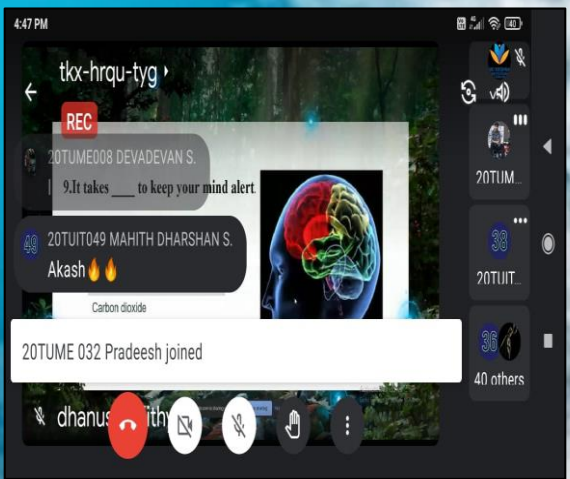 4:47 PM
40
tkx-hrqu-tyg
REC
20TUME008 DEVADEVAN S.
9.It takes ____ to keep your mind alert.
49 20TUIT049 MAHITH DHARSHAN S.
Akash🔥🔥
Carbon dioxide
20TUME 032 Pradeesh joined
20TUM...
38
20TUIT...
36
40 others